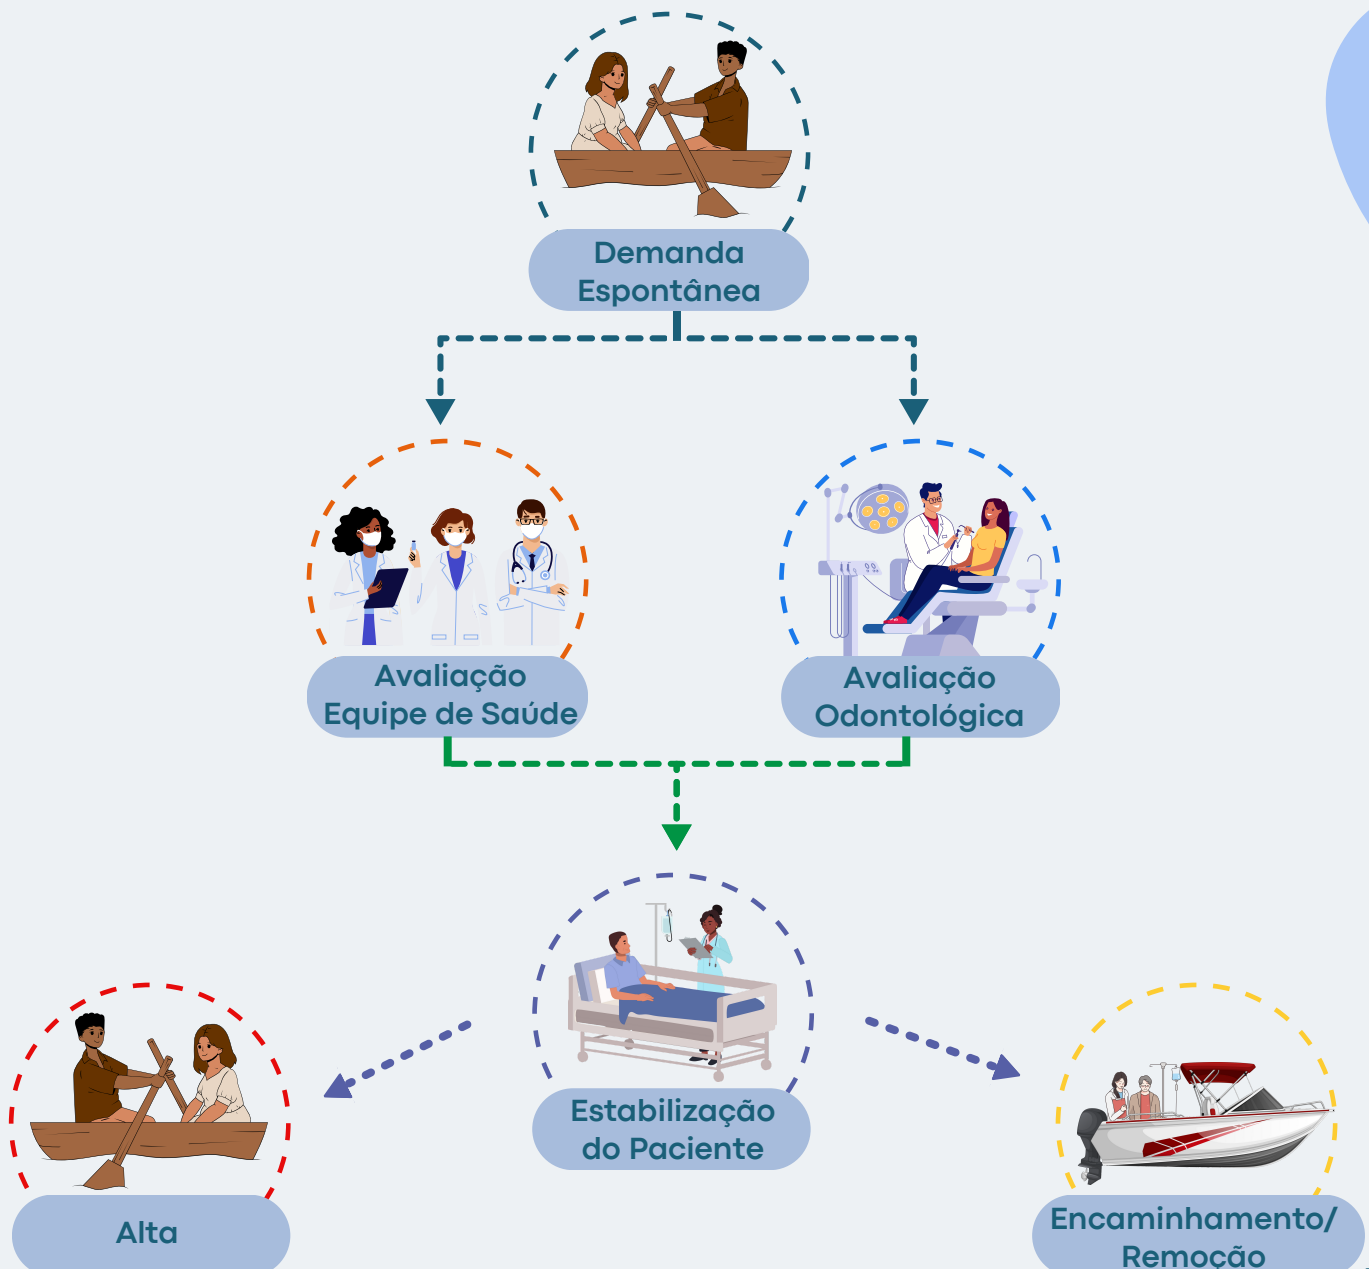 Demanda
Espontânea
Avaliação
Equipe de Saúde
Avaliação
Odontológica
Estabilização
do Paciente
Alta
Encaminhamento/
Remoção